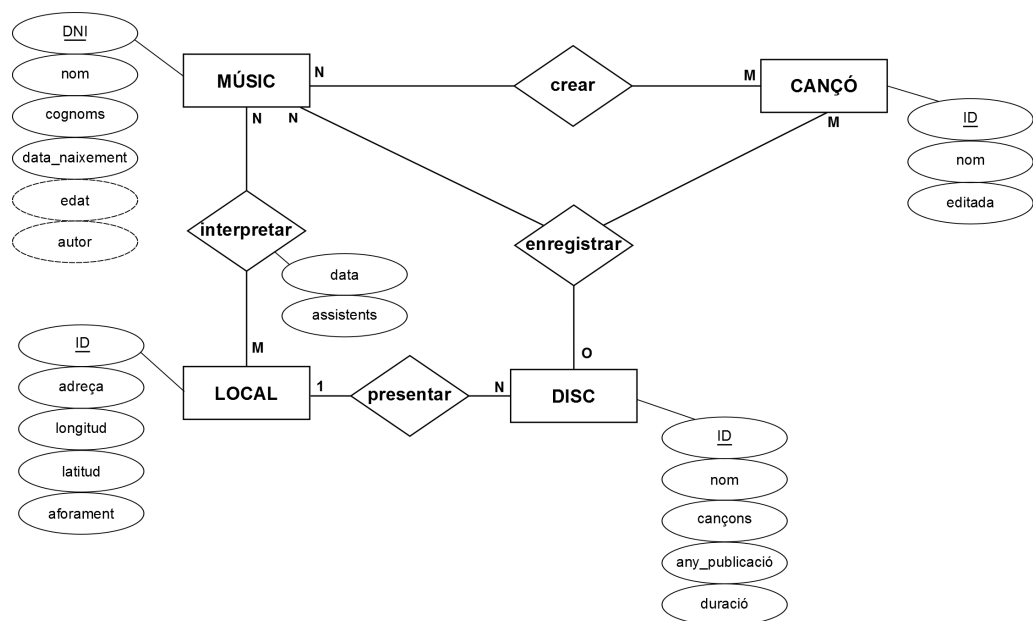 DNI
nom
cognoms
data_naixement
edat
autor
MÚSIC
N
N
N
crear
M
CANÇÓ
M
ID
nom
editada
interpretar
data
assistents
enregistrar
M
O
ID
adreça
longitud
latitud
aforament
LOCAL
1
presentar
N
DISC
ID
nom
cançons
any_publicació
duració